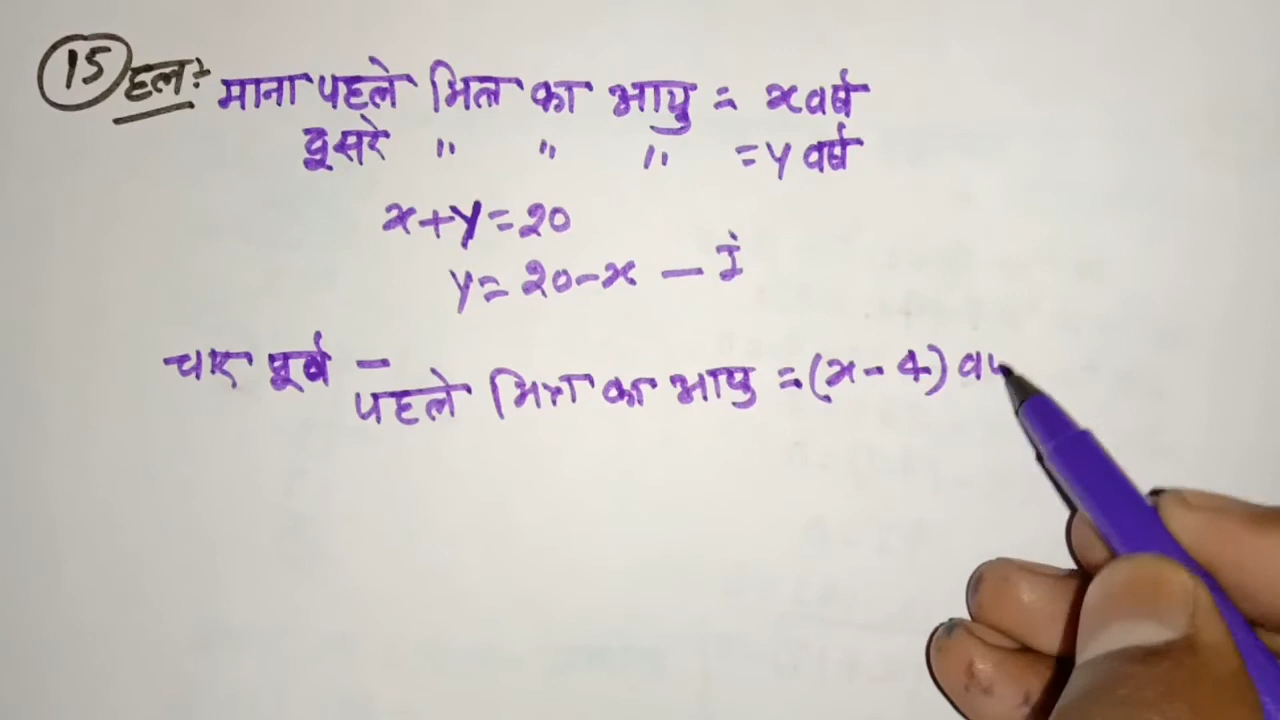 15 हल:-
माना पहले मित्र का आयु = x वर्ष
दूसरे " " " = y वर्ष
x+y=20
y=20-x — I
चार पूर्व -
पहले मित्र का आयु = (x-4) व